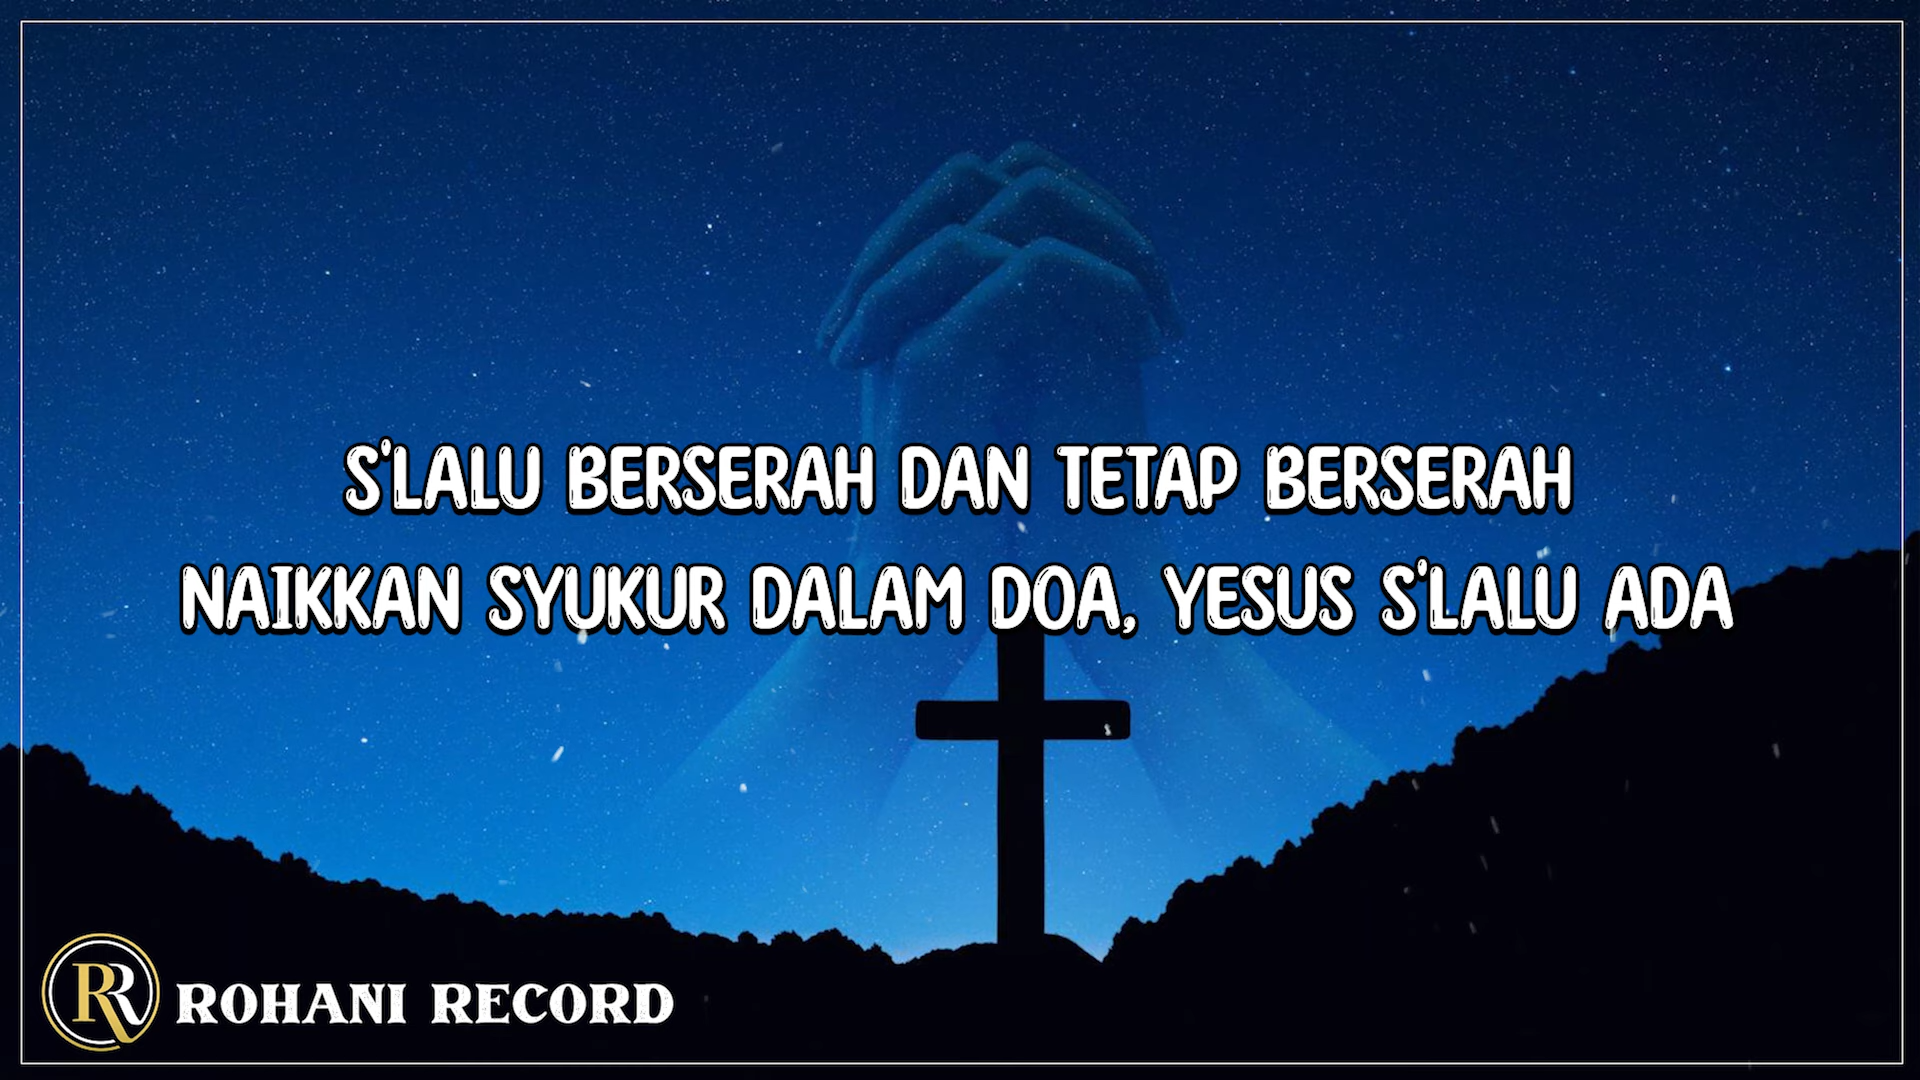 S'LALU BERSERAH DAN TETAP BERSERAH
NAIKKAN SYUKUR DALAM DOA, YESUS S'LALU ADA
RR ROHANI RECORD